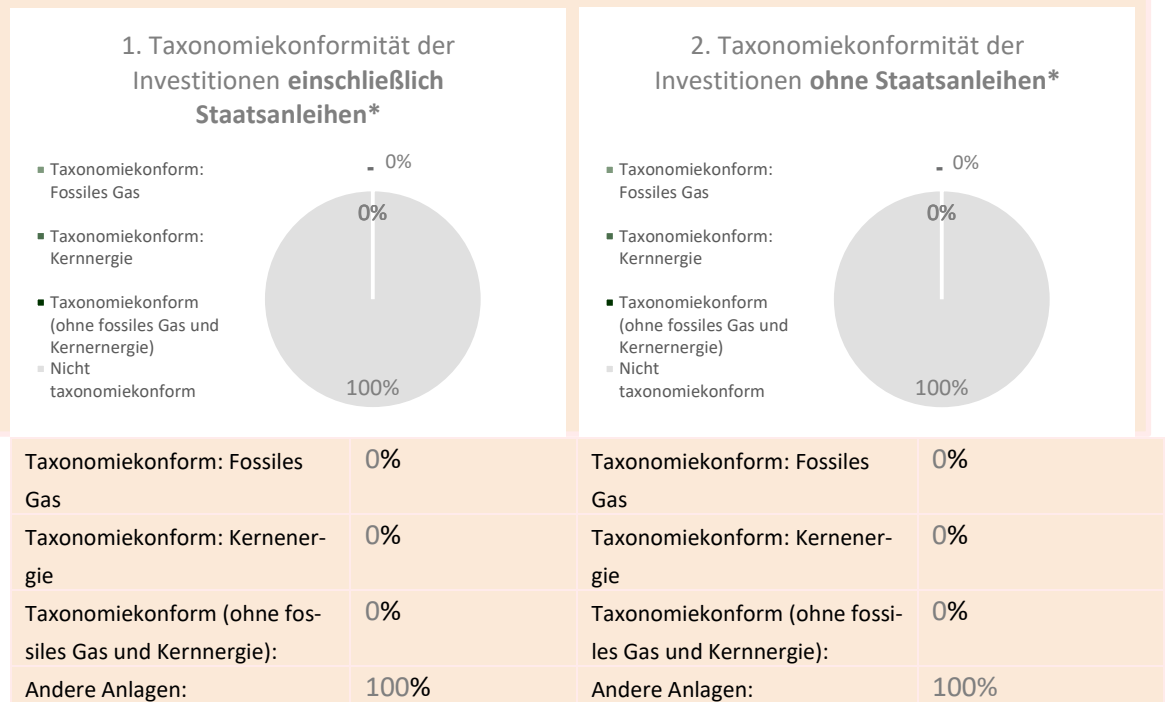 1. Taxonomiekonformität der
Investitionen einschließlich
Staatsanleihen*
Taxonomiekonform:
Fossiles Gas
Taxonomiekonform:
Kernnergie
Taxonomiekonform
(ohne fossiles Gas und
Kernernergie)
Nicht
taxonomiekonform
- 0%
0%
100%
2. Taxonomiekonformität der
Investitionen ohne Staatsanleihen*
Taxonomiekonform:
Fossiles Gas
Taxonomiekonform:
Kernnergie
Taxonomiekonform
(ohne fossiles Gas und
Kernernergie)
Nicht
taxonomiekonform
- 0%
0%
100%
Taxonomiekonform: Fossiles
Gas
0%
Taxonomiekonform: Fossiles
Gas
0%
Taxonomiekonform: Kernener-
gie
0%
Taxonomiekonform: Kernener-
gie
0%
Taxonomiekonform (ohne fos-
siles Gas und Kernnergie):
0%
Taxonomiekonform (ohne fossi-
les Gas und Kernnergie):
0%
Andere Anlagen:
100%
Andere Anlagen:
100%